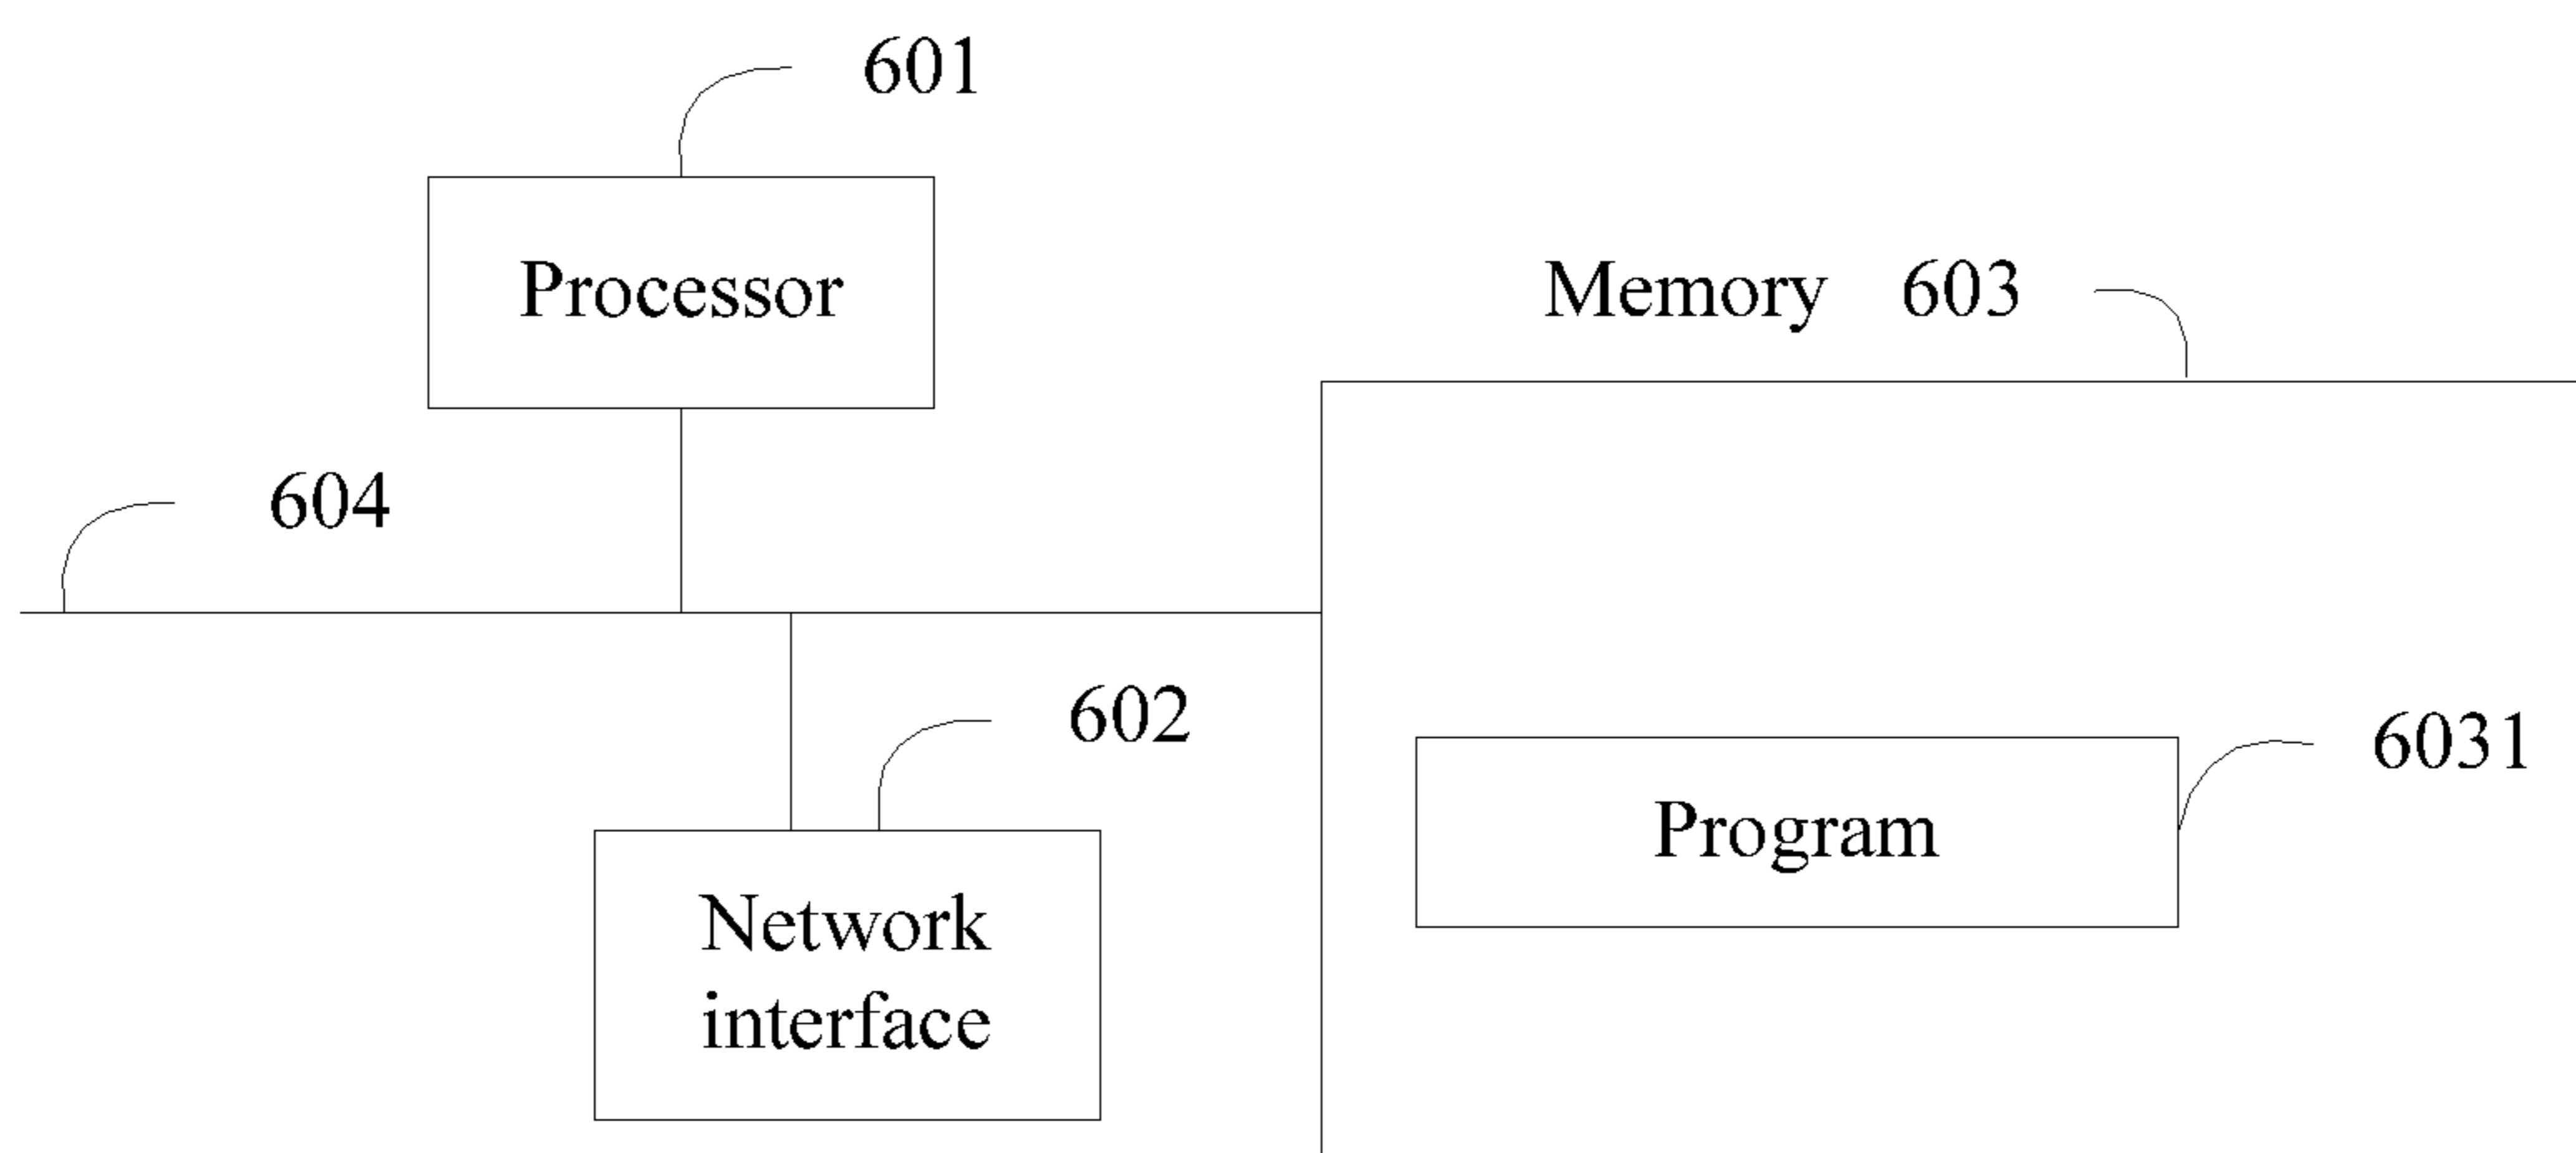 601
Processor
Memory 603
604
602
6031
Program
Network
interface